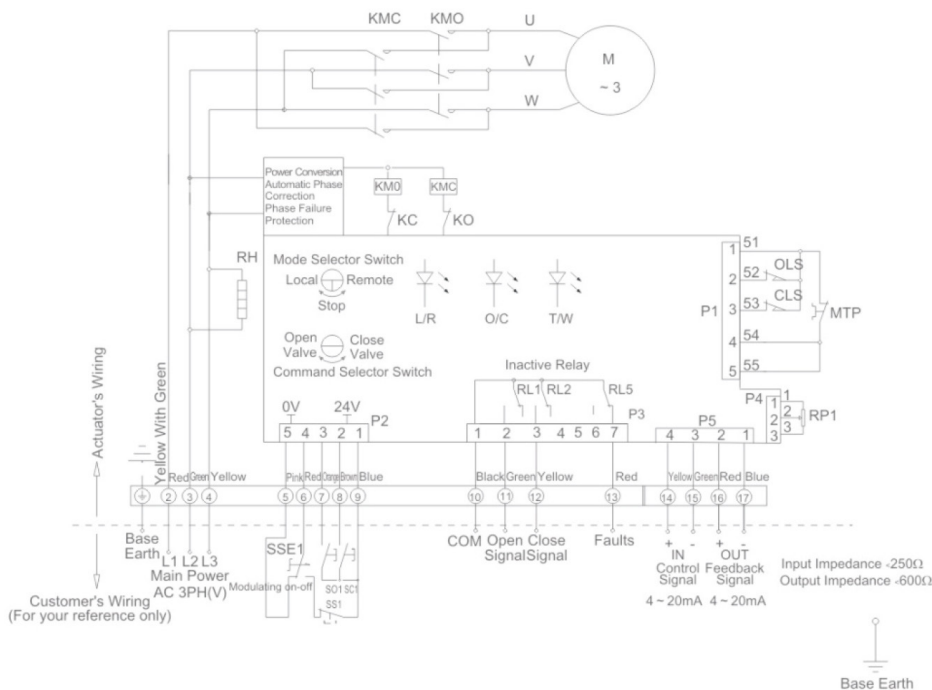 KMC KMO U
V
W
M
~ 3
Power Conversion
Automatic Phase
Correction
Phase Failure
Protection
KM0 KMC
KC KO
RH
Mode Selector Switch
Local Remote
Stop
L/R O/C T/W
Open Close
Valve Valve
Command Selector Switch
Inactive Relay
RL1 RL2 RL5
P1
1 51
2 52 OLS
3 53 CLS
4 54
5 55
MTP
P4
1 1
2 2
3 3
RP1
0V 24V P2
5 4 3 2 1
P3
1 2 3 4 5 6 7
P5
4 3 2 1
Actuator's Wiring
Yellow With Green
Red Green Yellow
Pink Red Orange Brown Blue
Black Green Yellow Red
Yellow Green Red Blue
2 3 4 5 6 7 8 9 10 11 12 13 14 15 16 17
Base
Earth
L1 L2 L3
Main Power
AC 3PH(V)
Customer's Wiring
(For your reference only)
SSE1
Modulating on-off
SO1 SC1
SS1
COM Open Close Faults
Signal Signal
+ - + -
IN OUT
Control Feedback
Signal Signal
4 ~ 20mA 4 ~ 20mA
Input Impedance -250Ω
Output Impedance -600Ω
Base Earth